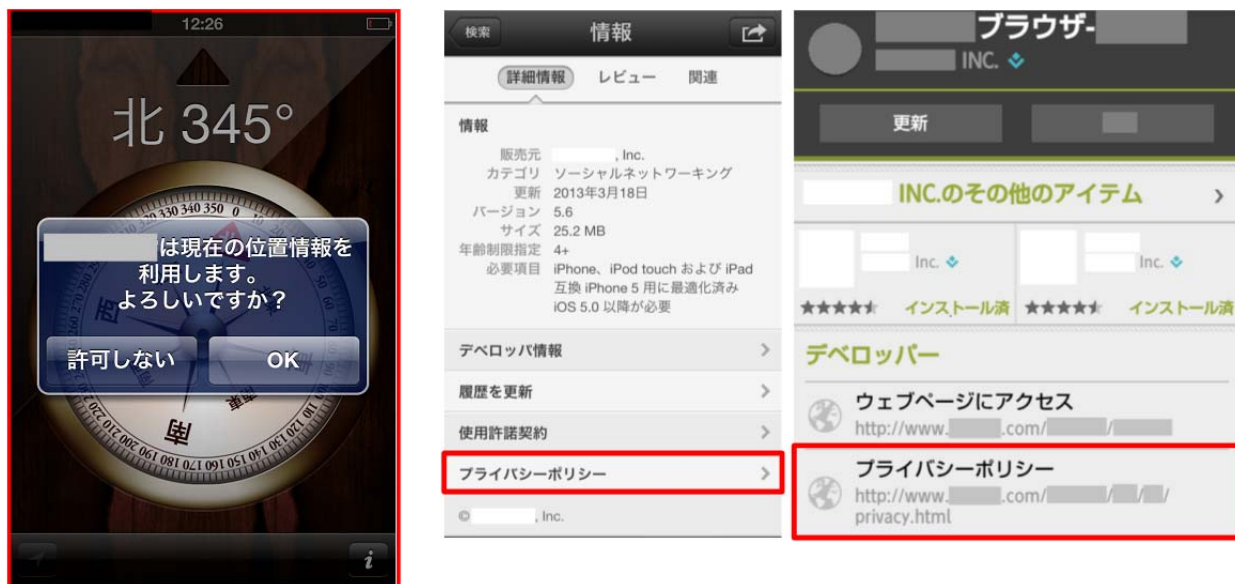 12:26
北 345°
は現在の位置情報を
利用します。
よろしいですか？
許可しない
OK
検索
情報
詳細情報
レビュー
関連
情報
販売元 , Inc.
カテゴリ ソーシャルネットワーキング
更新 2013年3月18日
バージョン 5.6
サイズ 25.2 MB
年齢制限指定 4+
必要項目 iPhone、iPod touch および iPad
互換 iPhone 5 用に最適化済み
iOS 5.0 以降が必要
デベロッパ情報
履歴を更新
使用許諾契約
プライバシーポリシー
© , Inc.
ブラウザ-
INC.
更新
INC.のその他のアイテム
Inc.
Inc.
インストール済
インストール済
デベロッパー
ウェブページにアクセス
http://www. .com/ /
プライバシーポリシー
http://www. .com/ / / /
privacy.html